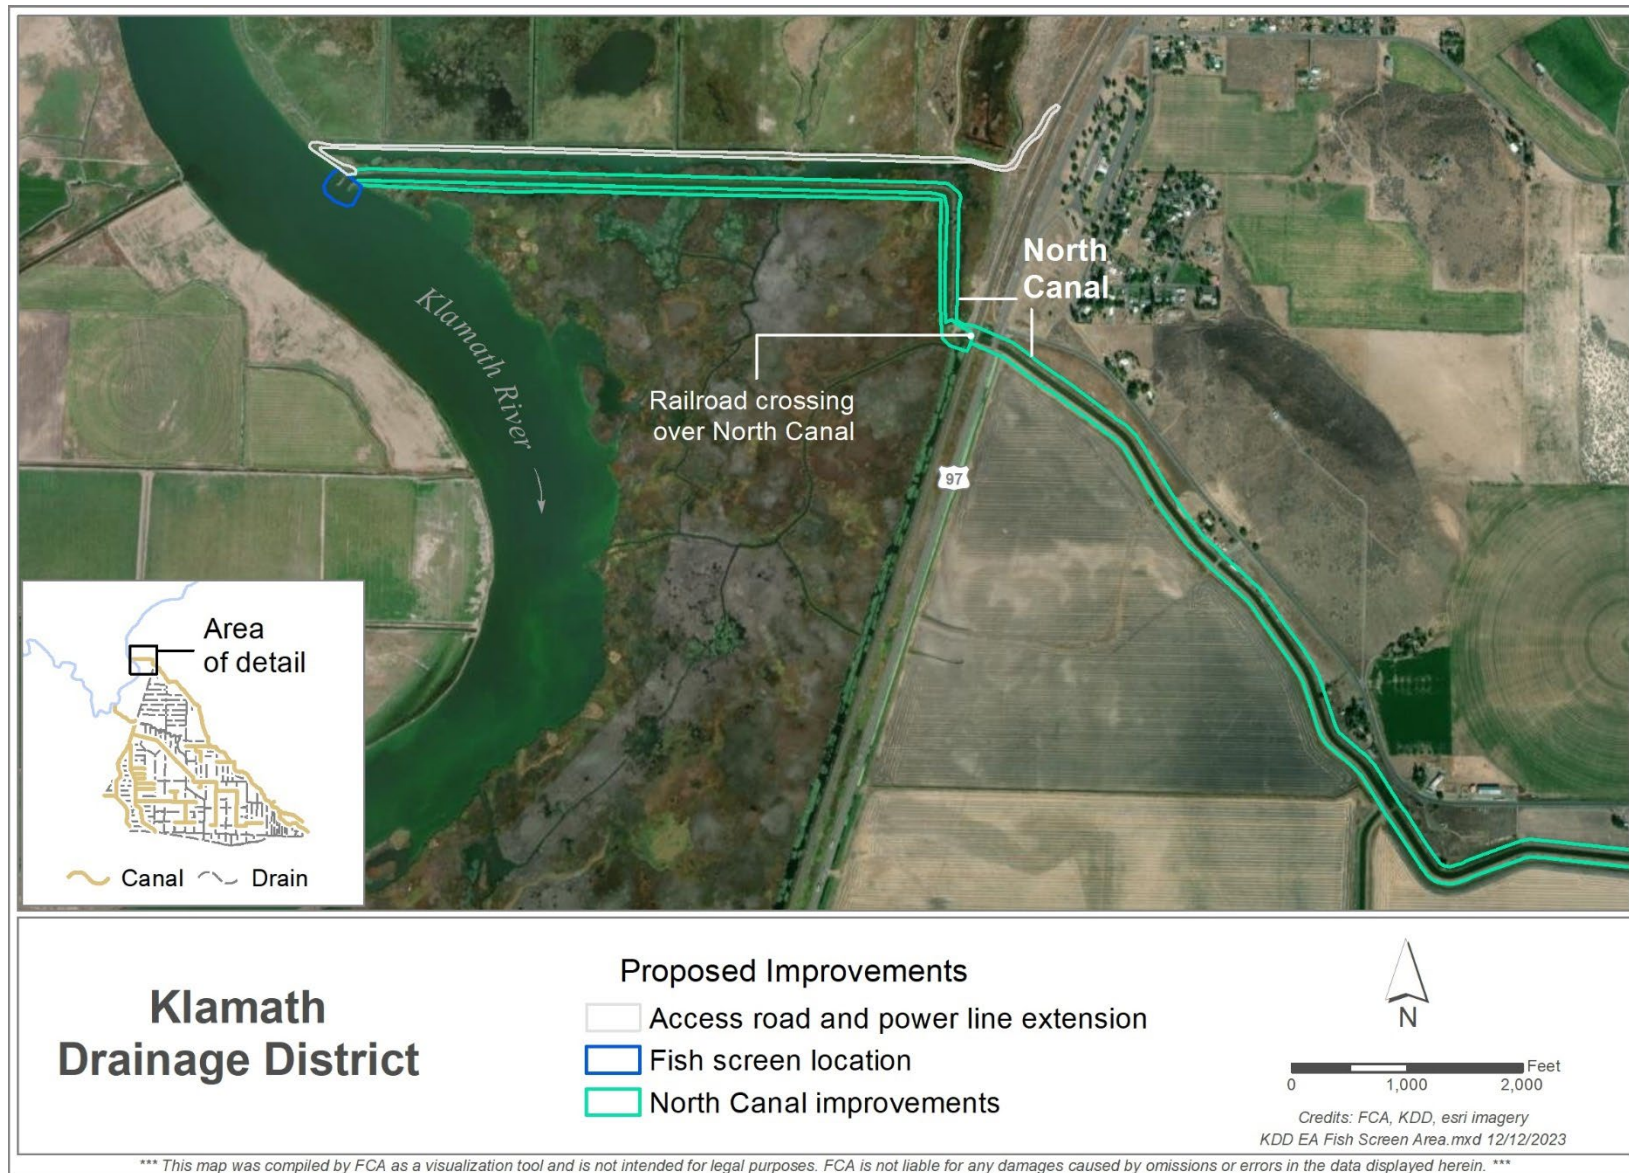 North
Canal
Klamath River
Railroad crossing
over North Canal
97
Area
of detail
Canal
Drain
Klamath
Drainage District
Proposed Improvements
Access road and power line extension
Fish screen location
North Canal improvements
N
Feet
0 1,000 2,000
Credits: FCA, KDD, esri imagery
KDD EA Fish Screen Area.mxd 12/12/2023
*** This map was compiled by FCA as a visualization tool and is not intended for legal purposes. FCA is not liable for any damages caused by omissions or errors in the data displayed herein. ***